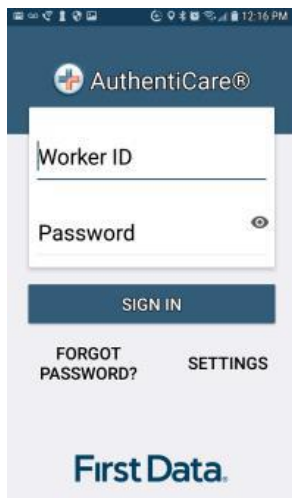 12:16 PM
AuthentiCare®
Worker ID
Password
SIGN IN
FORGOT
PASSWORD?
SETTINGS
First Data.